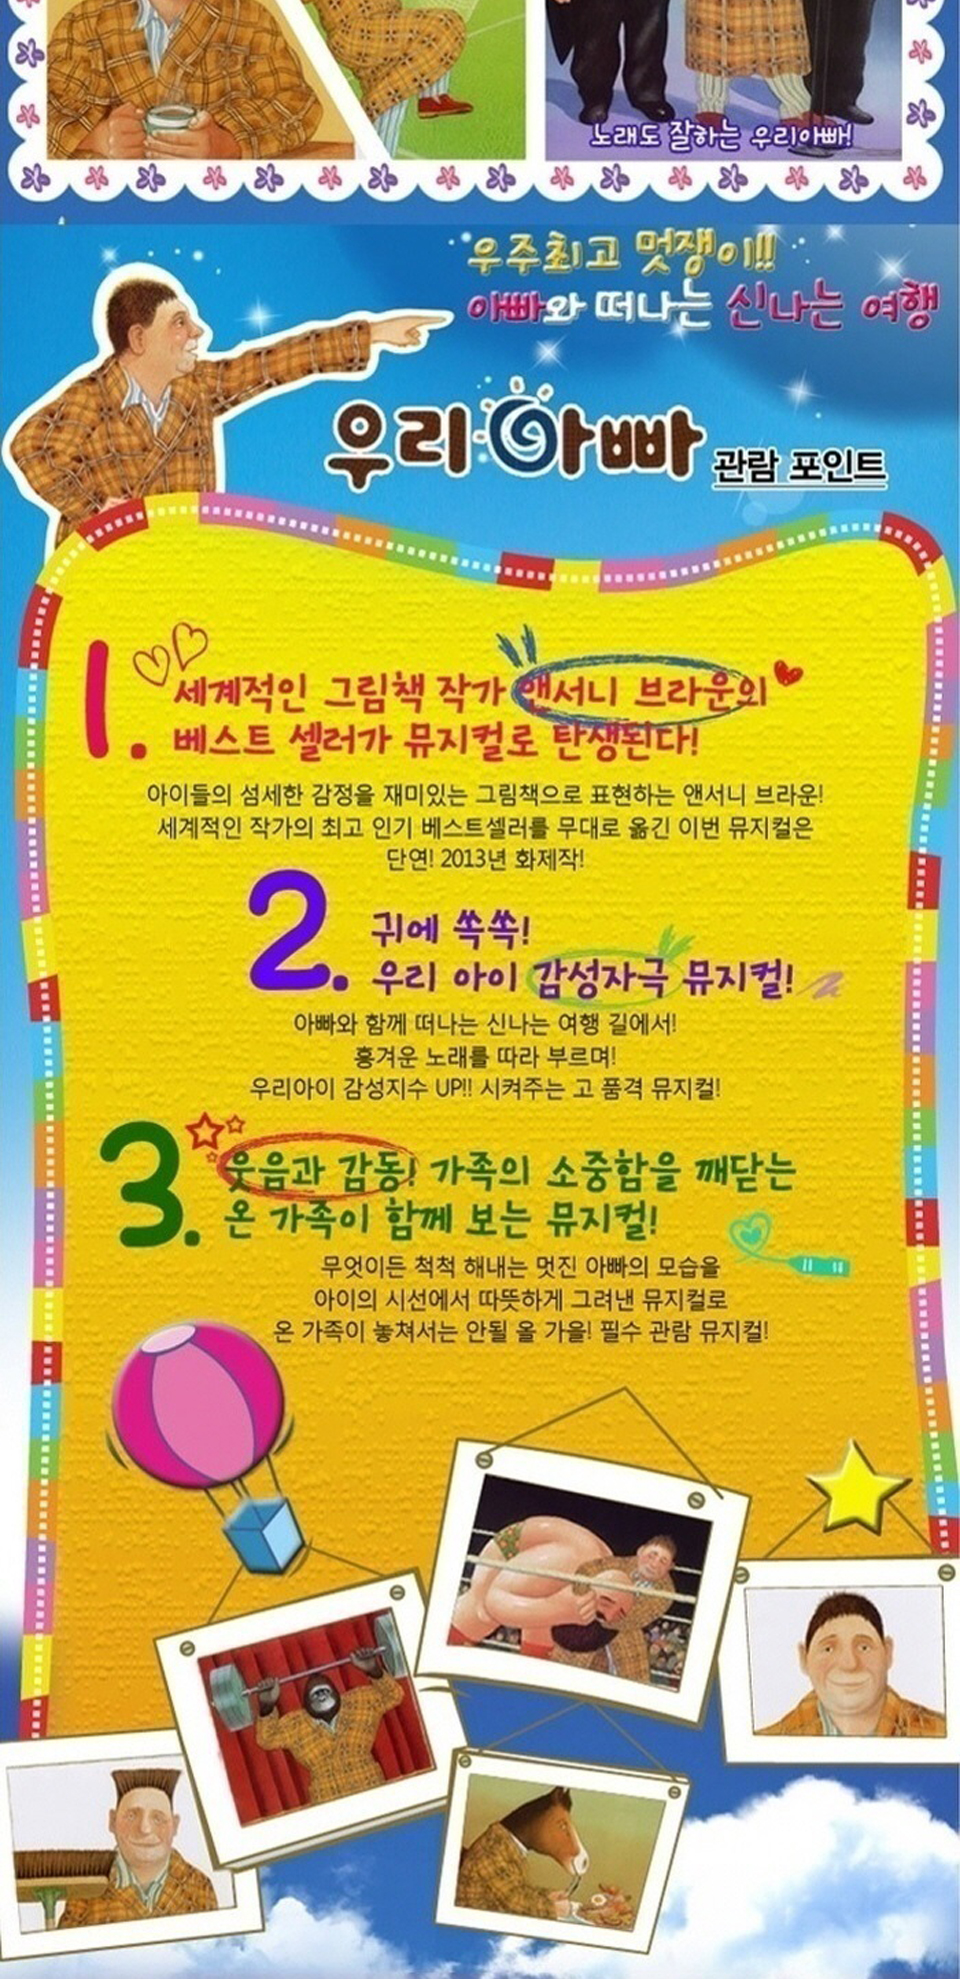 노래도 잘하는 우리아빠!
우주최고 멋쟁이!!
아빠와 떠나는 신나는 여행
우리 아빠 관람 포인트
1. 세계적인 그림책 작가 앤서니 브라운의
베스트 셀러가 뮤지컬로 탄생된다!
아이들의 섬세한 감정을 재미있는 그림책으로 표현하는 앤서니 브라운!
세계적인 작가의 최고 인기 베스트셀러를 무대로 옮긴 이번 뮤지컬은
단연! 2013년 화제작!
2. 귀에 쏙쏙!
우리 아이 감성자극 뮤지컬!
아빠와 함께 떠나는 신나는 여행 길에서!
흥겨운 노래를 따라 부르며!
우리아이 감성지수 UP!! 시켜주는 고 품격 뮤지컬!
3. 웃음과 감동! 가족의 소중함을 깨닫는
온 가족이 함께 보는 뮤지컬!
무엇이든 척척 해내는 멋진 아빠의 모습을
아이의 시선에서 따뜻하게 그려낸 뮤지컬로
온 가족이 놓쳐서는 안될 올 가을! 필수 관람 뮤지컬!